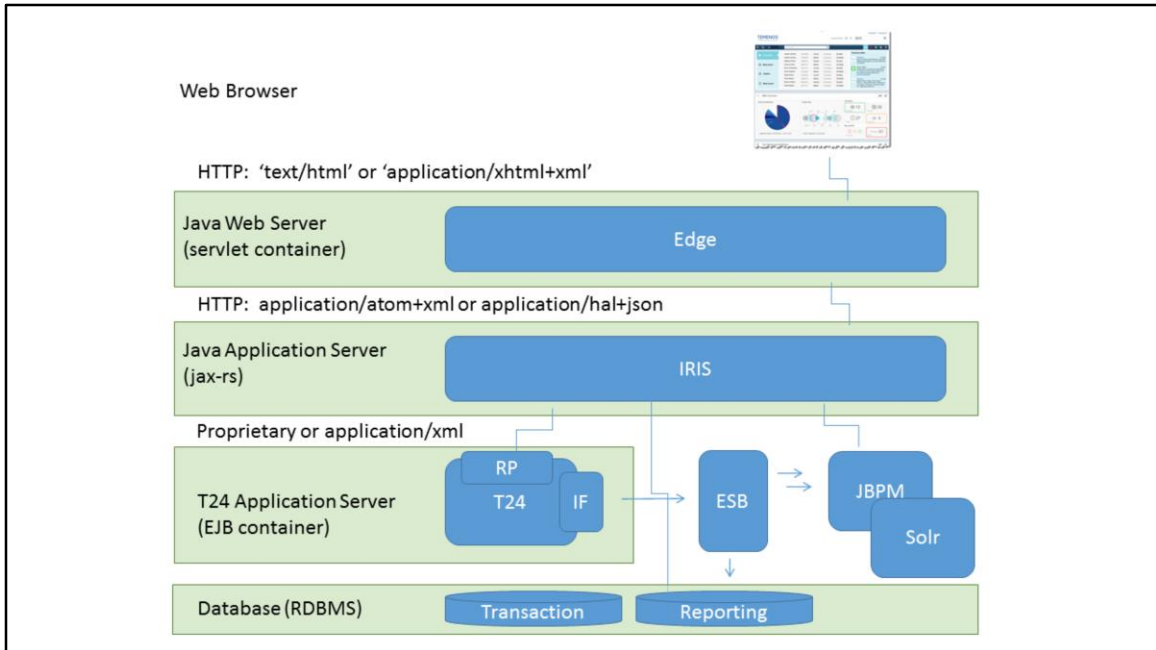 TEMENOS
Web Browser
HTTP:  ‘text/html’ or ‘application/xhtml+xml’
Java Web Server
(servlet container)
Edge
HTTP:  application/atom+xml or application/hal+json
Java Application Server
(jax-rs)
IRIS
Proprietary or application/xml
RP
T24
IF
T24 Application Server
(EJB container)
ESB
JBPM
Solr
Database (RDBMS)
Transaction
Reporting